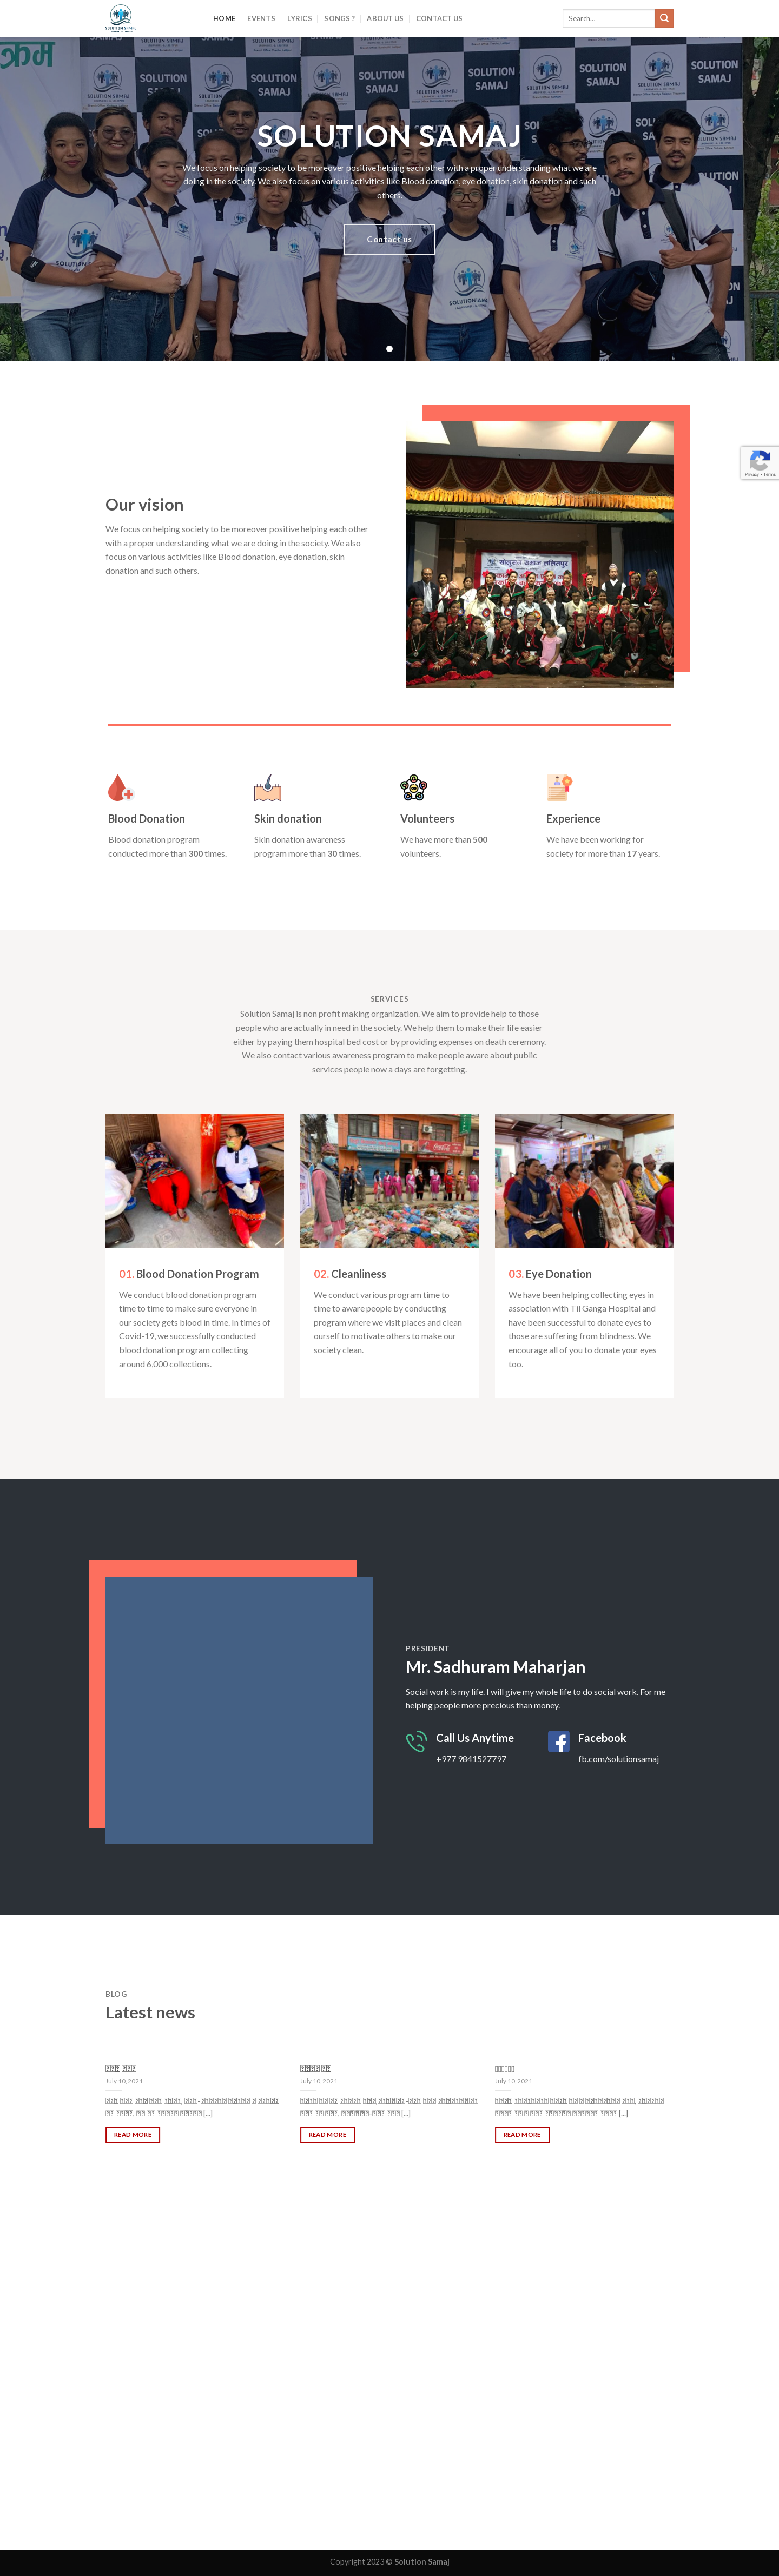 HOME EVENTS LYRICS SONGS ? ABOUT US CONTACT US Search...
SOLUTION SAMAJ
We focus on helping society to be moreover positive helping each other with a proper understanding what we are
doing in the society. We also focus on various activities like Blood donation, eye donation, skin donation and such
others.
Contact us
Our vision
We focus on helping society to be moreover positive helping each other
with a proper understanding what we are doing in the society. We also
focus on various activities like Blood donation, eye donation, skin
donation and such others.
Privacy - Terms
Blood Donation
Blood donation program
conducted more than 300 times.
Skin donation
Skin donation awareness
program more than 30 times.
Volunteers
We have more than 500
volunteers.
Experience
We have been working for
society for more than 17 years.
SERVICES
Solution Samaj is non profit making organization. We aim to provide help to those
people who are actually in need in the society. We help them to make their life easier
either by paying them hospital bed cost or by providing expenses on death ceremony.
We also contact various awareness program to make people aware about public
services people now a days are forgetting.
01. Blood Donation Program
We conduct blood donation program
time to time to make sure everyone in
our society gets blood in time. In times of
Covid-19, we successfully conducted
blood donation program collecting
around 6,000 collections.
02. Cleanliness
We conduct various program time to
time to aware people by conducting
program where we visit places and clean
ourself to motivate others to make our
society clean.
03. Eye Donation
We have been helping collecting eyes in
association with Til Ganga Hospital and
have been successful to donate eyes to
those are suffering from blindness. We
encourage all of you to donate your eyes
too.
PRESIDENT
Mr. Sadhuram Maharjan
Social work is my life. I will give my whole life to do social work. For me
helping people more precious than money.
Call Us Anytime
+977 9841527797
Facebook
fb.com/solutionsamaj
BLOG
Latest news
July 10, 2021
[...]
READ MORE
July 10, 2021
[...]
READ MORE
July 10, 2021
[...]
READ MORE
Copyright 2023 © Solution Samaj